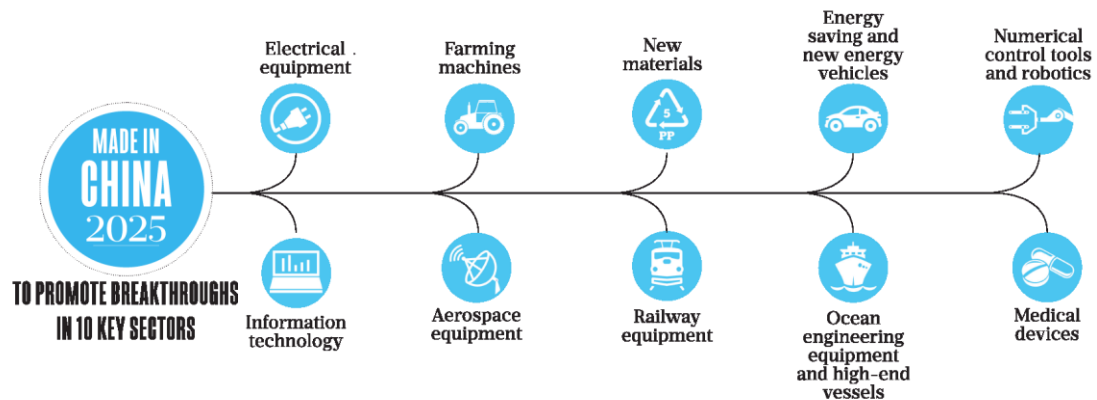 MADE IN
CHINA
2025
TO PROMOTE BREAKTHROUGHS
IN 10 KEY SECTORS
Electrical
equipment
Farming
machines
New
materials
5
PP
Energy
saving and
new energy
vehicles
Numerical
control tools
and robotics
Information
technology
Aerospace
equipment
Railway
equipment
Ocean
engineering
equipment
and high-end
vessels
Medical
devices